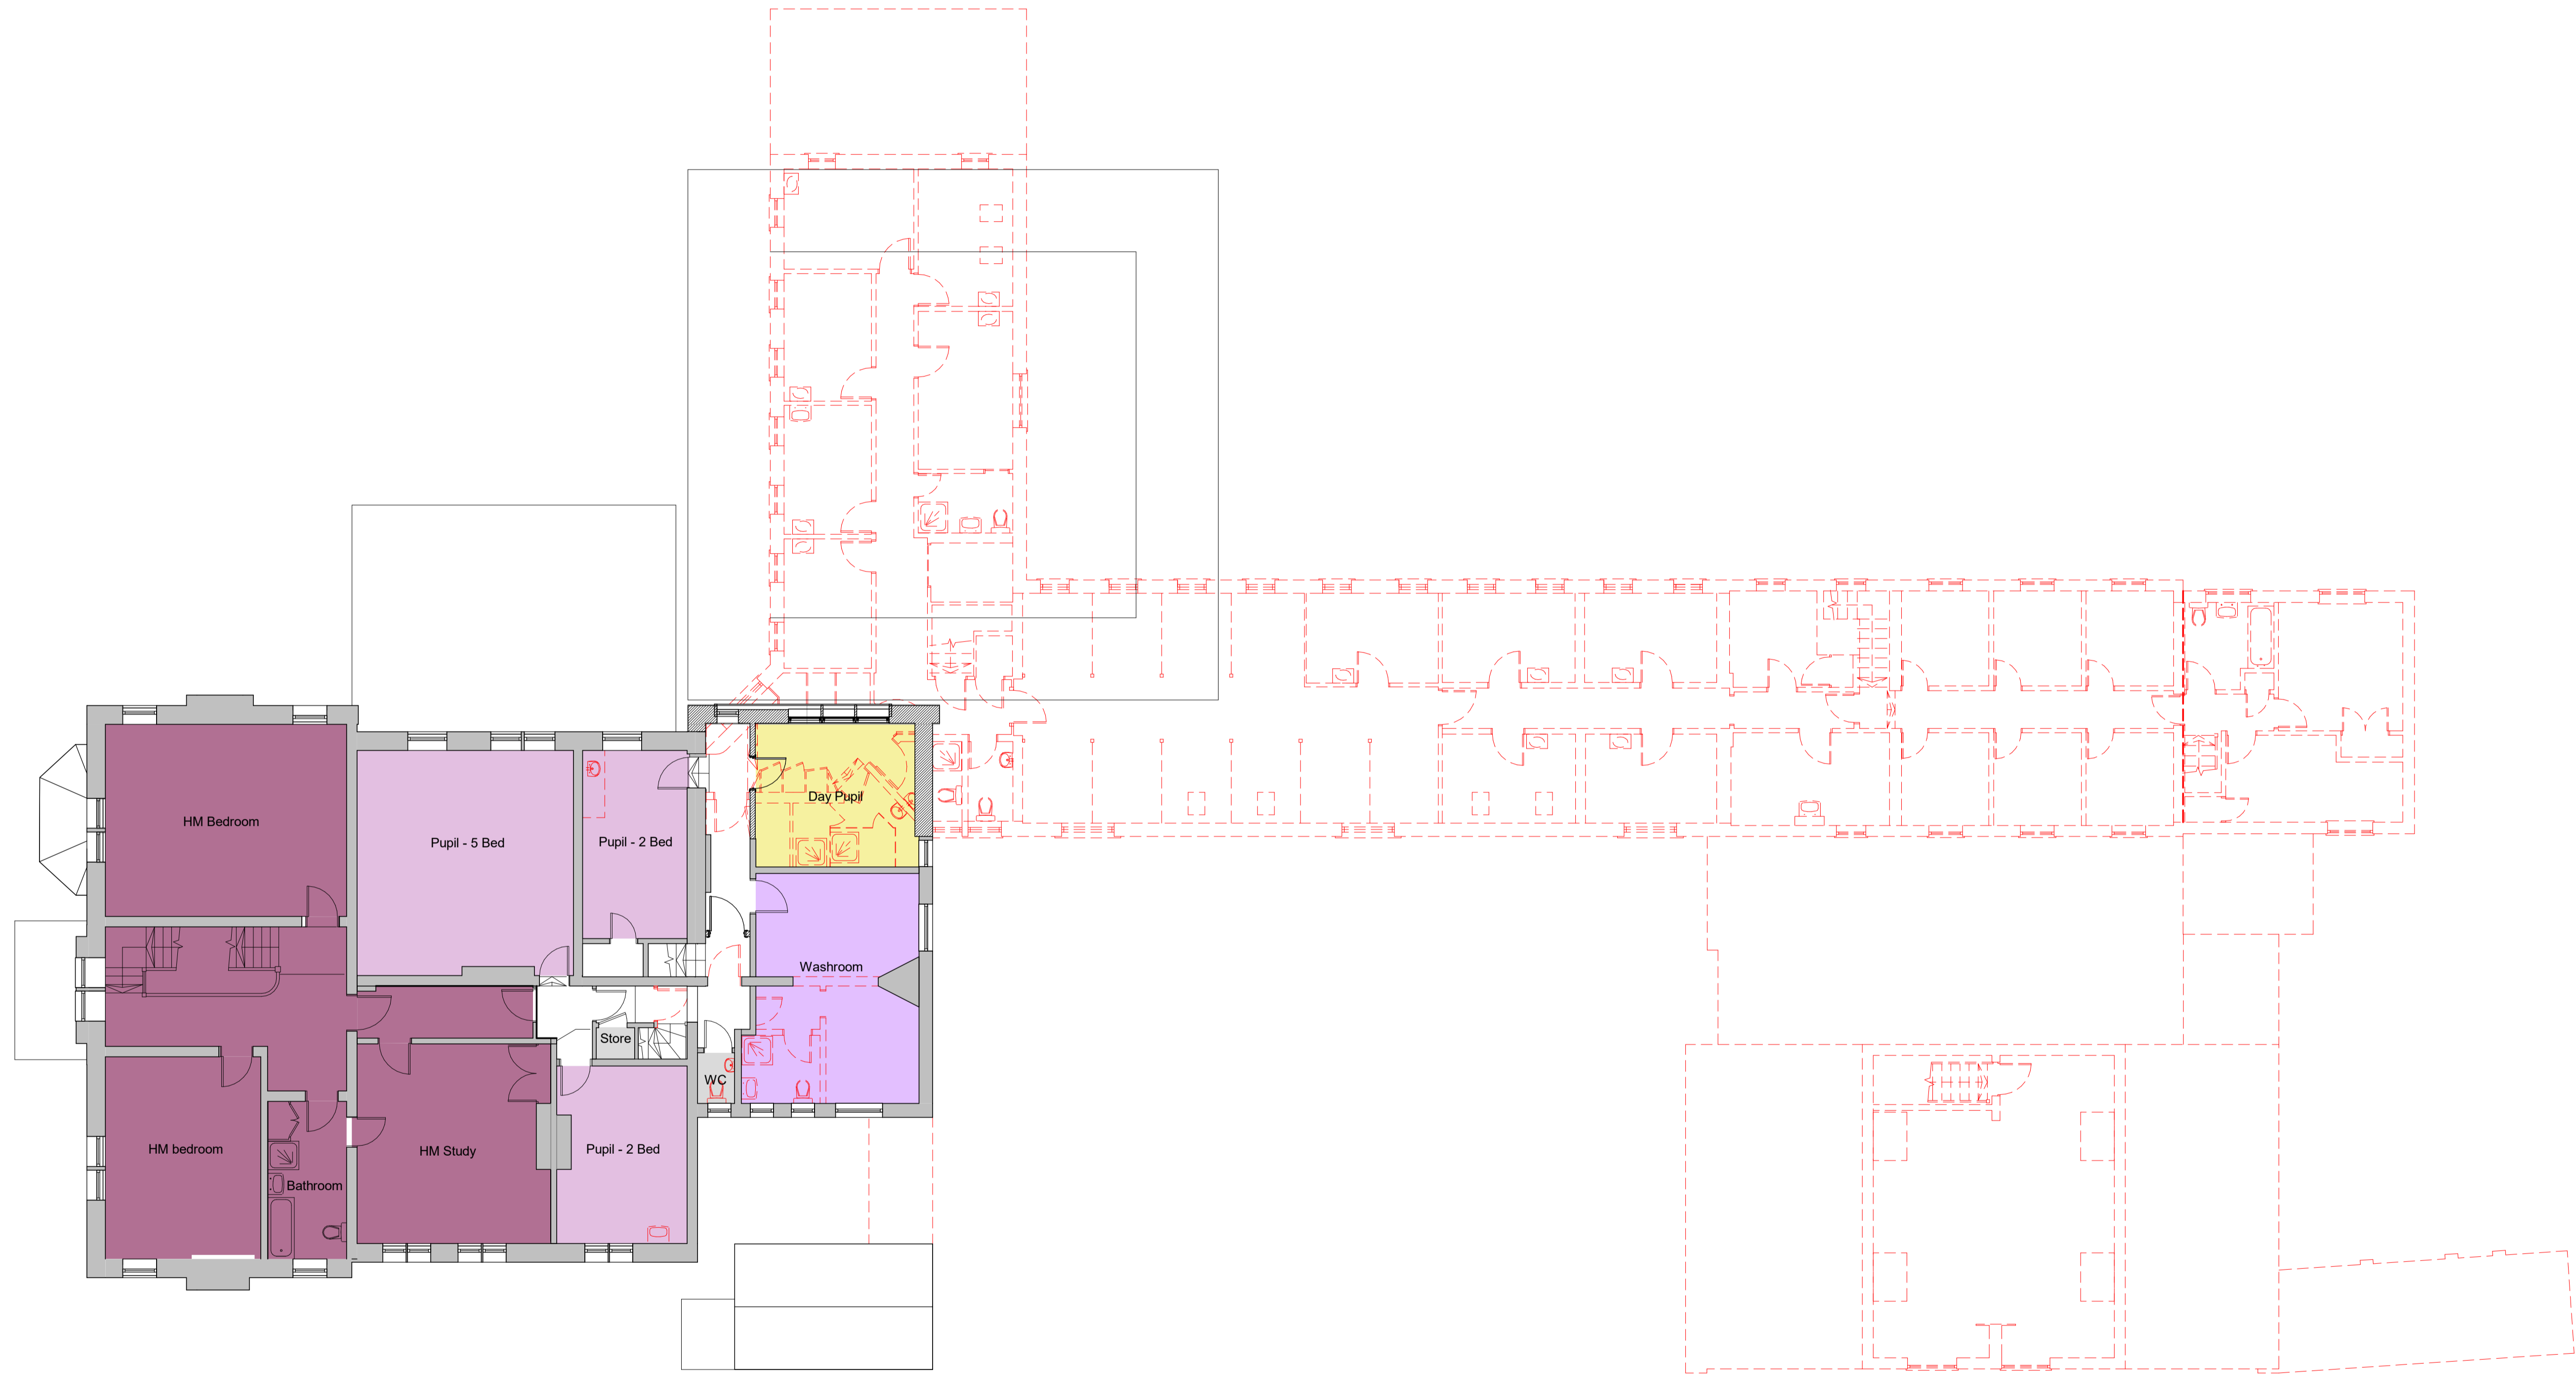 Day Pupil
HM Bedroom
Pupil - 5 Bed
Pupil - 2 Bed
Washroom
Store
WC
HM bedroom
HM Study
Pupil - 2 Bed
Bathroom